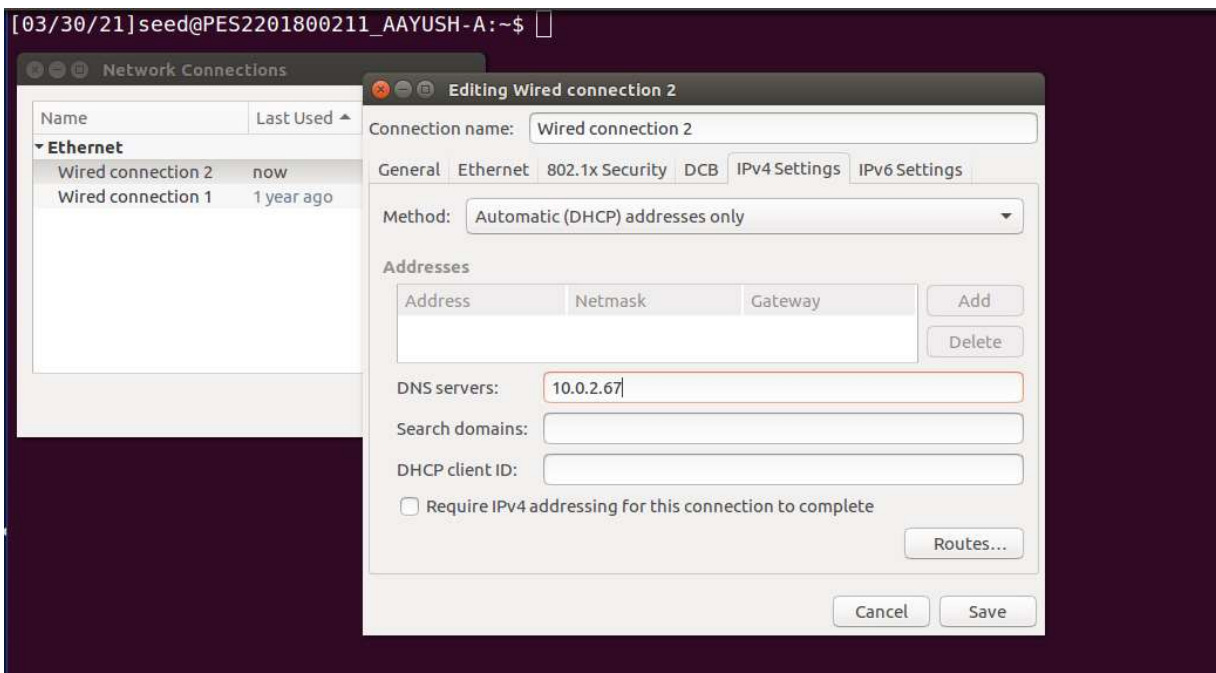 [03/30/21]seed@PES2201800211_AAYUSH-A:~$
Network Connections
Name Last Used
Ethernet
Wired connection 2 now
Wired connection 1 1 year ago
Editing Wired connection 2
Connection name: Wired connection 2
General Ethernet 802.1x Security DCB IPv4 Settings IPv6 Settings
Method: Automatic (DHCP) addresses only
Addresses
Address Netmask Gateway Add
Delete
DNS servers: 10.0.2.67
Search domains:
DHCP client ID:
Require IPv4 addressing for this connection to complete
Routes...
Cancel Save